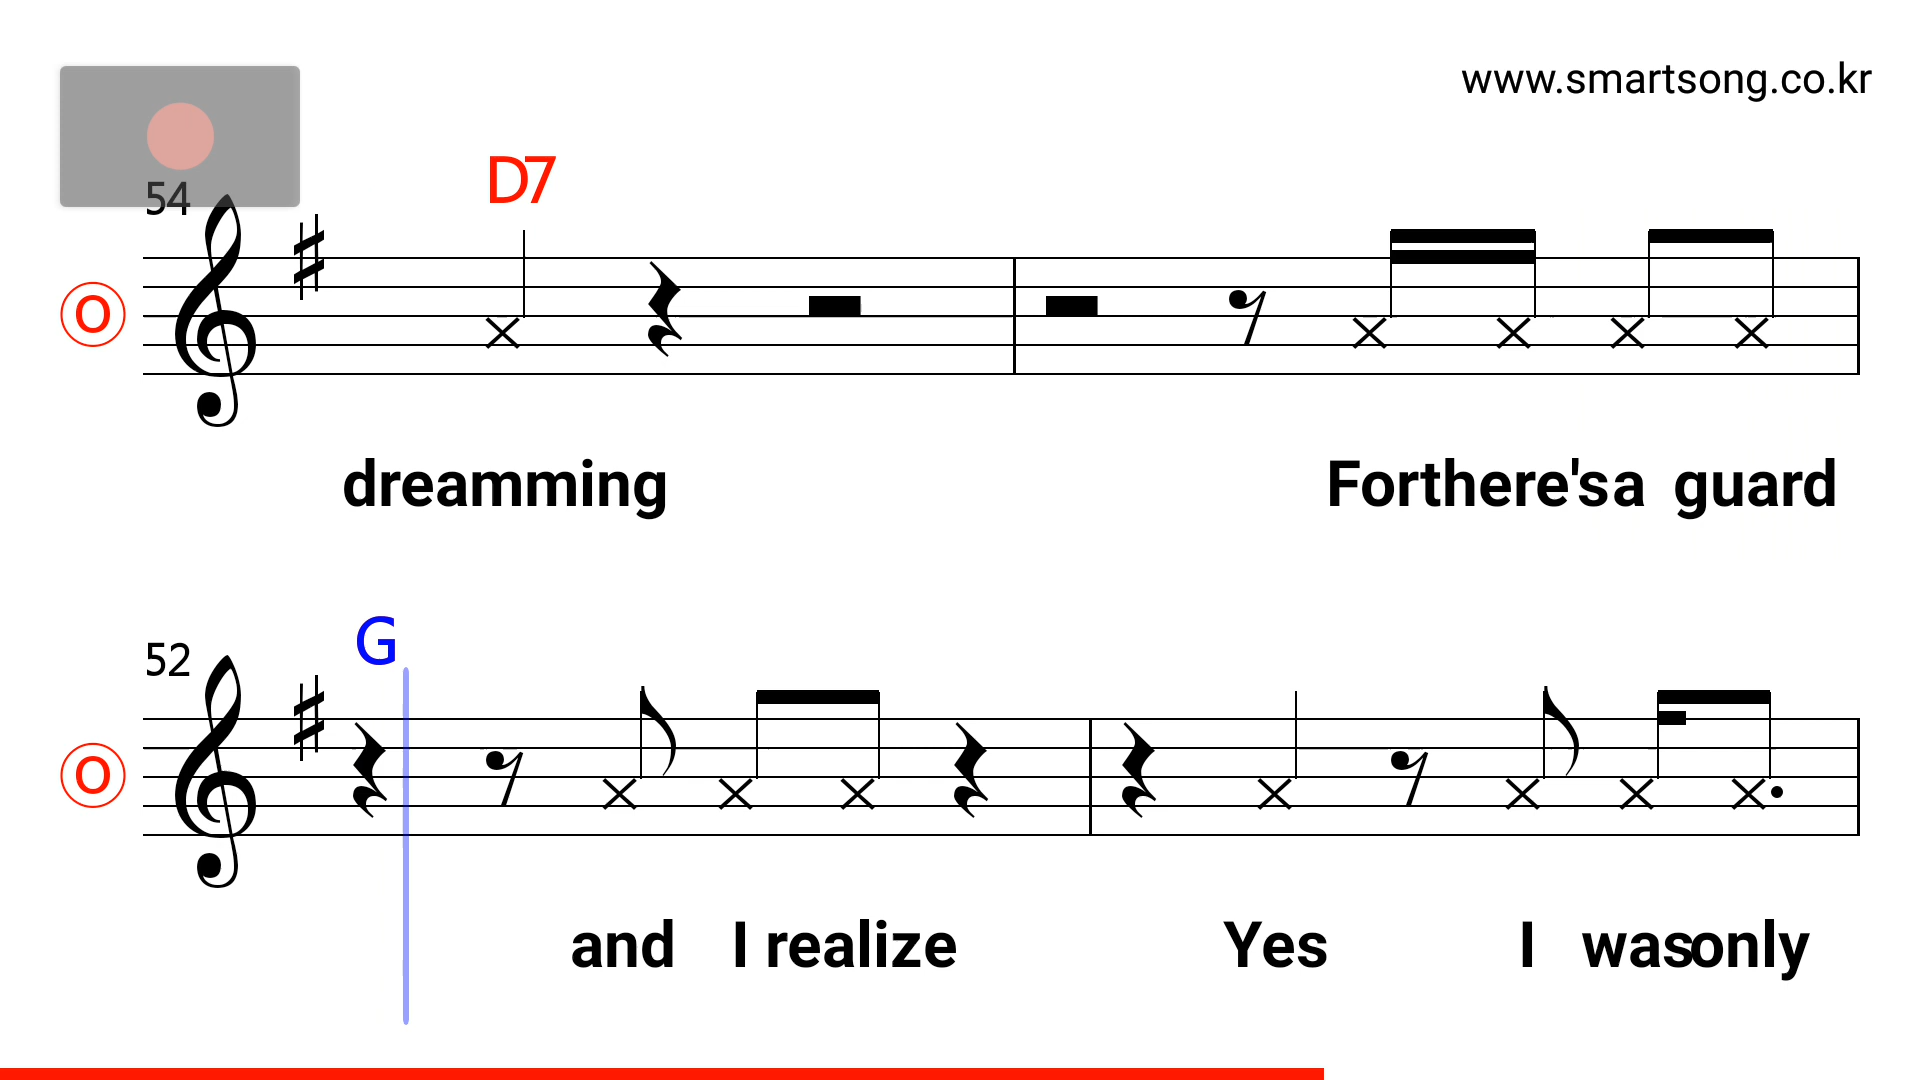 www.smartsong.co.kr
D7
54
O
dreamming Forthere'sa guard
G
52
O
and I realize Yes I wasonly